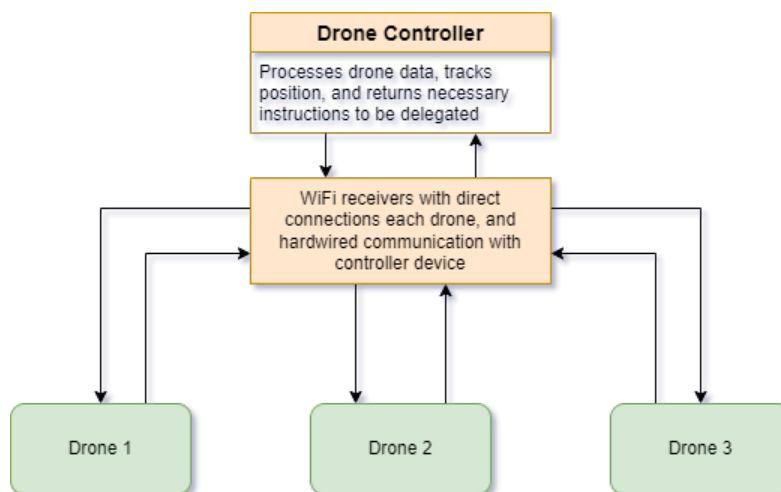 Drone Controller
Processes drone data, tracks
position, and returns necessary
instructions to be delegated
WiFi receivers with direct
connections each drone, and
hardwired communication with
controller device
Drone 1
Drone 2
Drone 3